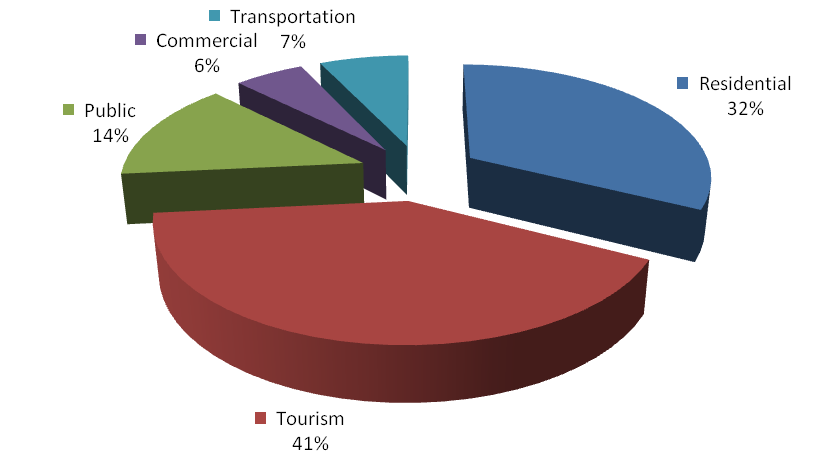 Transportation
7%
Commercial
6%
Residential
32%
Public
14%
Tourism
41%